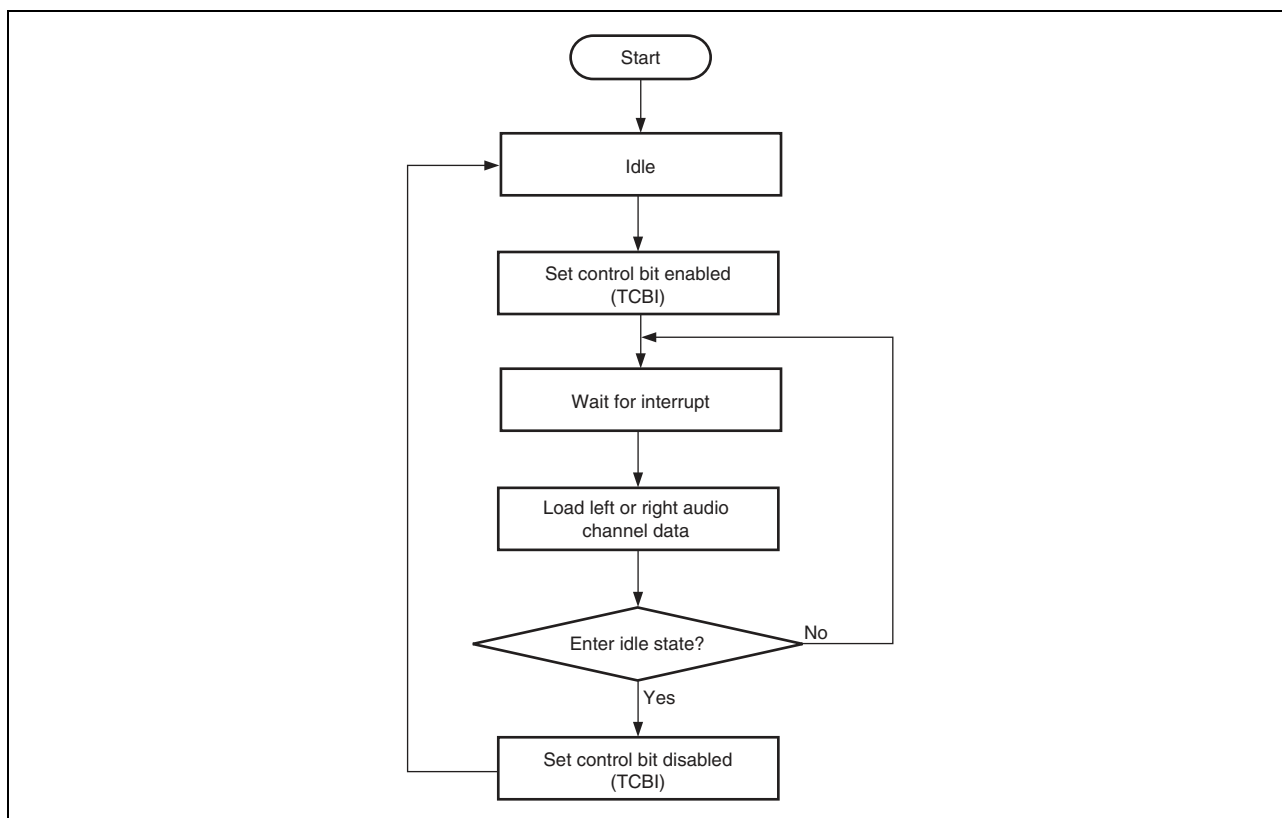 Start
Idle
Set control bit enabled
(TCBI)
Wait for interrupt
Load left or right audio
channel data
Enter idle state?
No
Yes
Set control bit disabled
(TCBI)